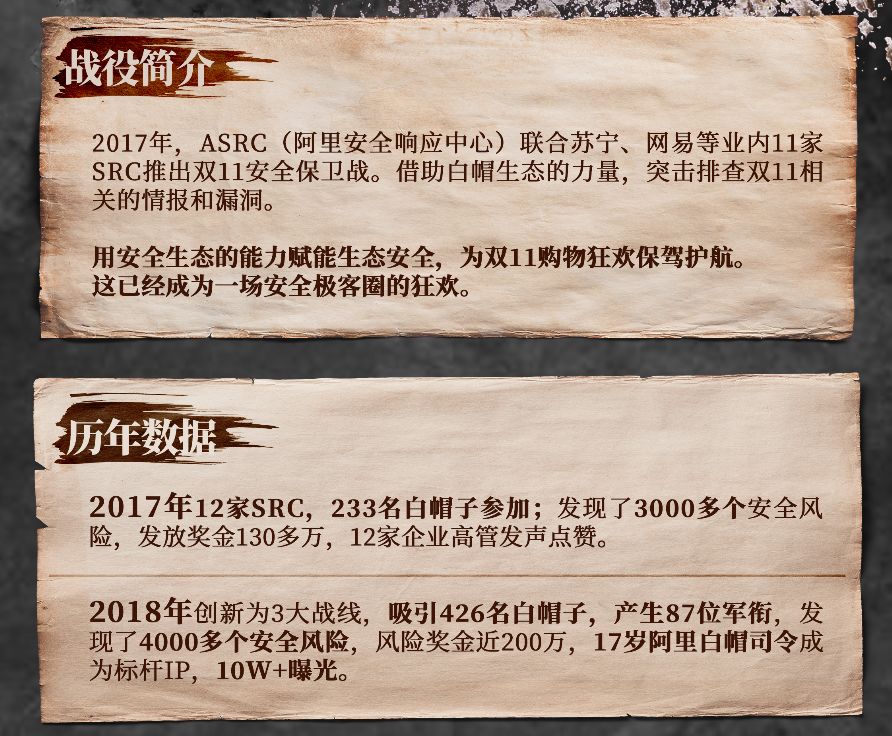 战役简介
2017年，ASRC（阿里安全响应中心）联合苏宁、网易等业内11家
SRC推出双11安全保卫战。借助白帽生态的力量，突击排查双11相
关的情报和漏洞。
用安全生态的能力赋能生态安全，为双11购物狂欢保驾护航。
这已经成为一场安全极客圈的狂欢。
历年数据
2017年12家SRC，233名白帽子参加；发现了3000多个安全风
险，发放奖金130多万，12家企业高管发声点赞。
2018年创新为3大战线，吸引426名白帽子，产生87位军衔，发
现了4000多个安全风险，风险奖金近200万，17岁阿里白帽司令成
为标杆IP，10W+曝光。